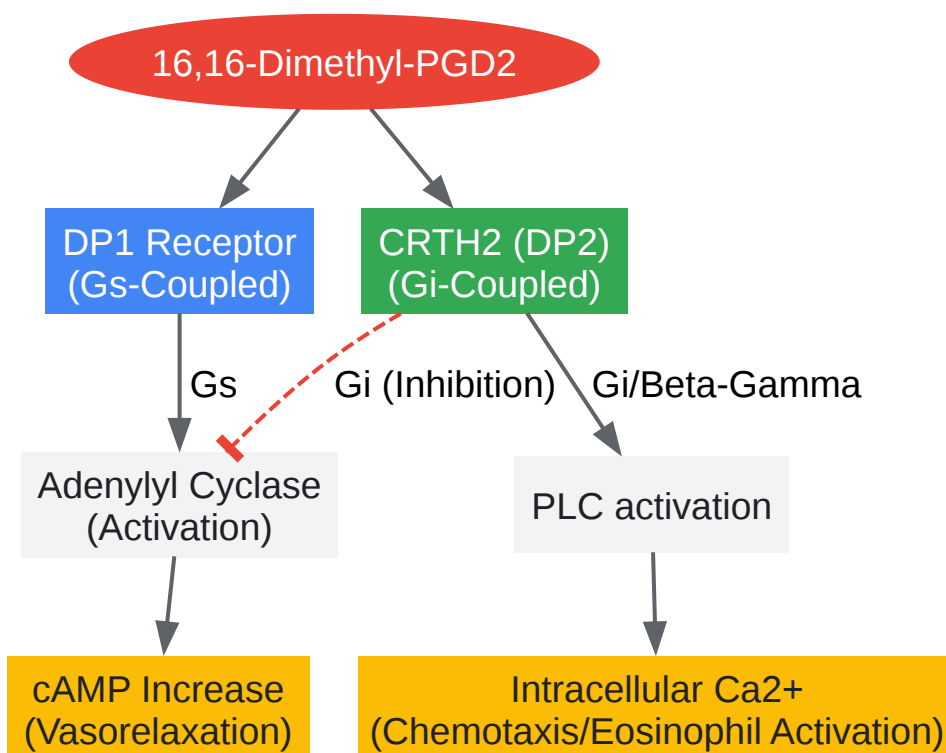 16,16-Dimethyl-PGD2
DP1 Receptor
(Gs-Coupled)
CRTH2 (DP2)
(Gi-Coupled)
Gs
Gi (Inhibition)
Gi/Beta-Gamma
Adenylyl Cyclase
(Activation)
PLC activation
cAMP Increase
(Vasorelaxation)
Intracellular Ca2+
(Chemotaxis/Eosinophil Activation)